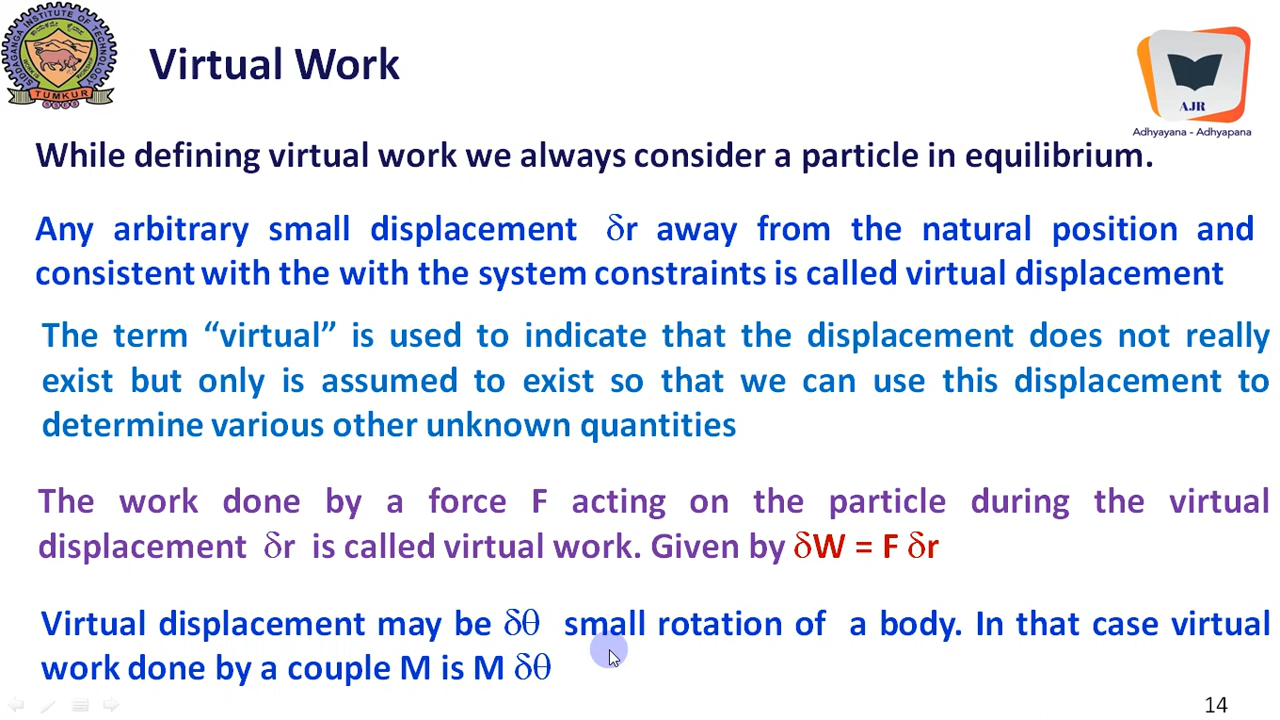 Virtual Work
SIDDAGANGA INSTITUTE OF TECHNOLOGY
TUMKUR
AJR
Adhyayana - Adhyapana
While defining virtual work we always consider a particle in equilibrium.
Any arbitrary small displacement δr away from the natural position and
consistent with the with the system constraints is called virtual displacement
The term “virtual” is used to indicate that the displacement does not really
exist but only is assumed to exist so that we can use this displacement to
determine various other unknown quantities
The work done by a force F acting on the particle during the virtual
displacement δr is called virtual work. Given by δW = F δr
Virtual displacement may be δθ small rotation of a body. In that case virtual
work done by a couple M is M δθ
14